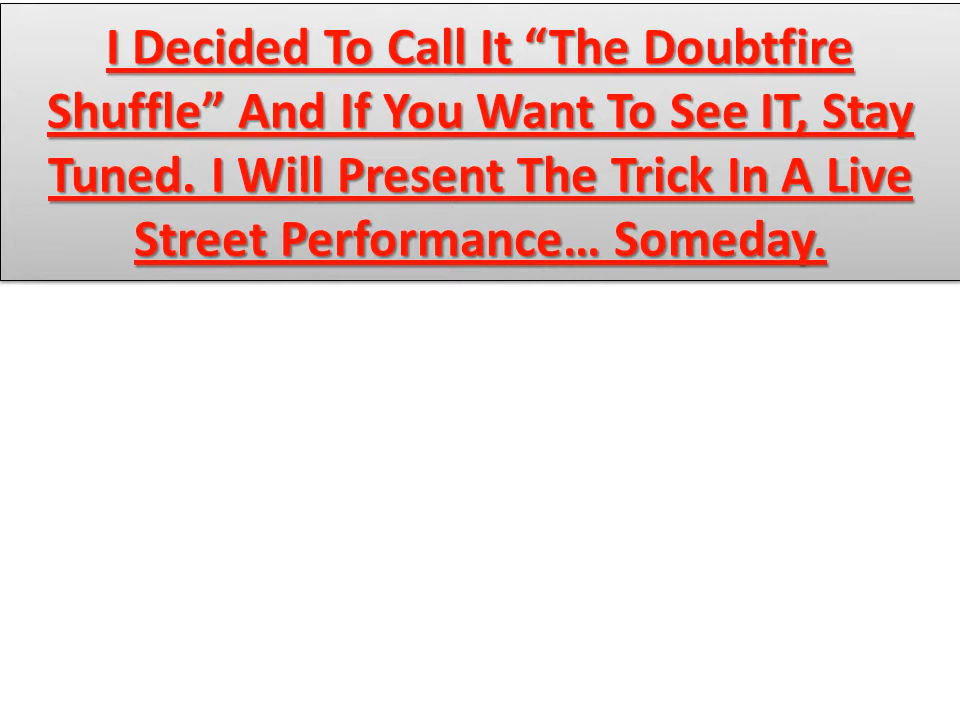 I Decided To Call It “The Doubtfire
Shuffle” And If You Want To See IT, Stay
Tuned. I Will Present The Trick In A Live
Street Performance… Someday.